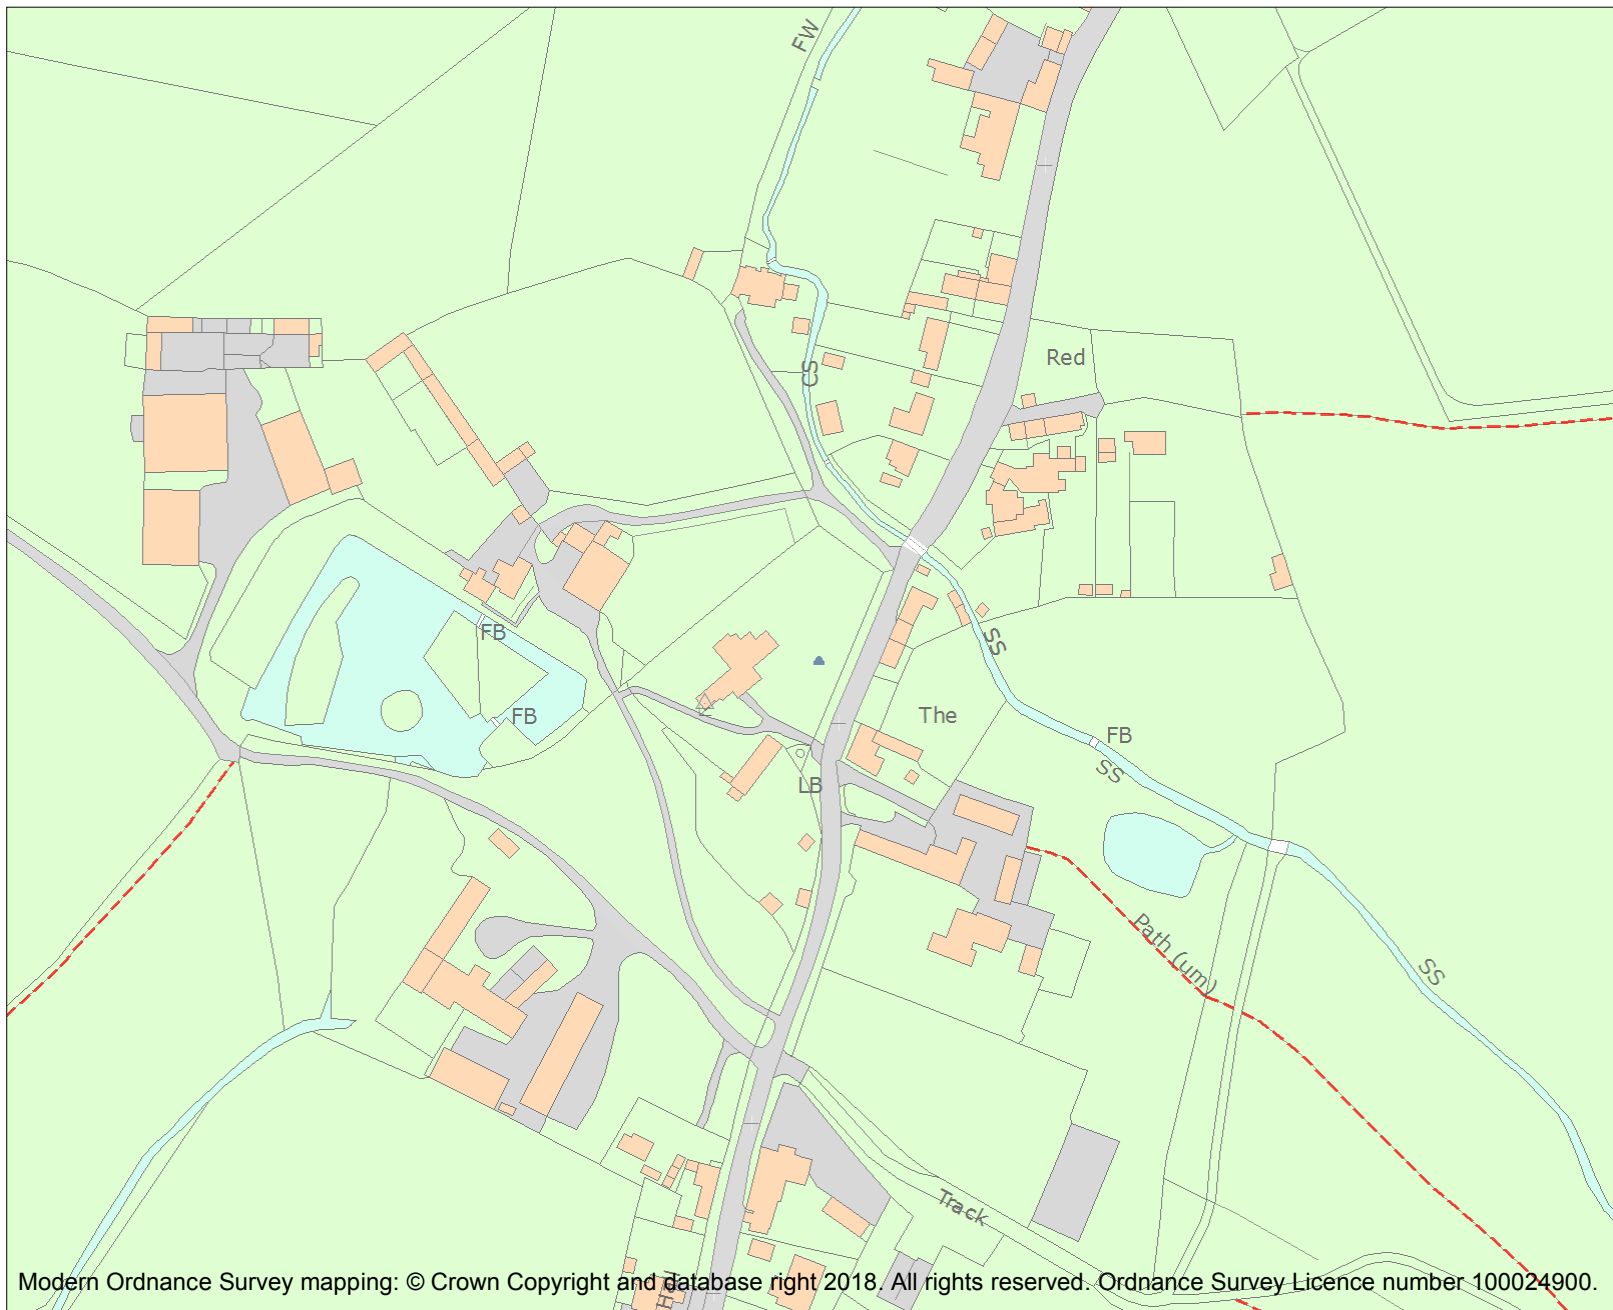 FW
Red
CS
FB
SS
FB
The
FB
SS
LB
Path (um)
SS
Track
Hall
Modern Ordnance Survey mapping: © Crown Copyright and database right 2018. All rights reserved. Ordnance Survey Licence number 100024900.